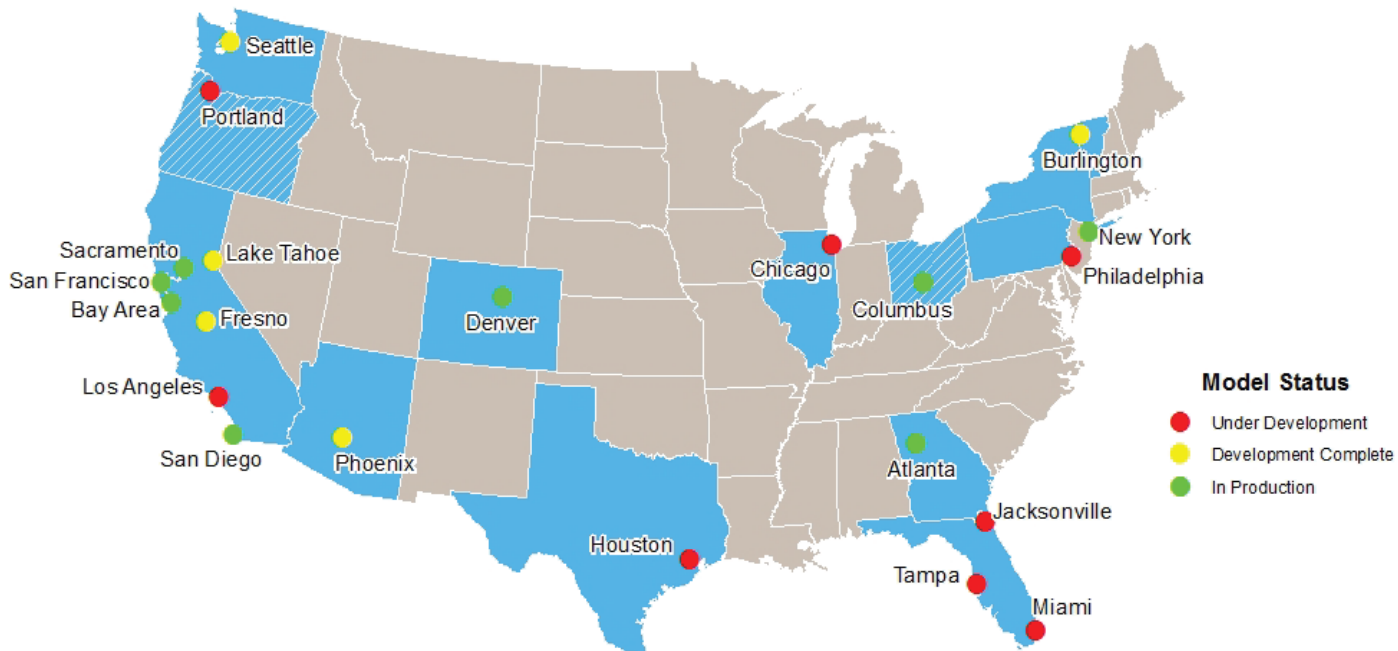 Seattle
Portland
Burlington
Sacramento
Lake Tahoe
San Francisco
Bay Area
Fresno
Denver
Chicago
Columbus
New York
Philadelphia
Los Angeles
San Diego
Phoenix
Atlanta
Houston
Jacksonville
Tampa
Miami
Model Status
Under Development
Development Complete
In Production